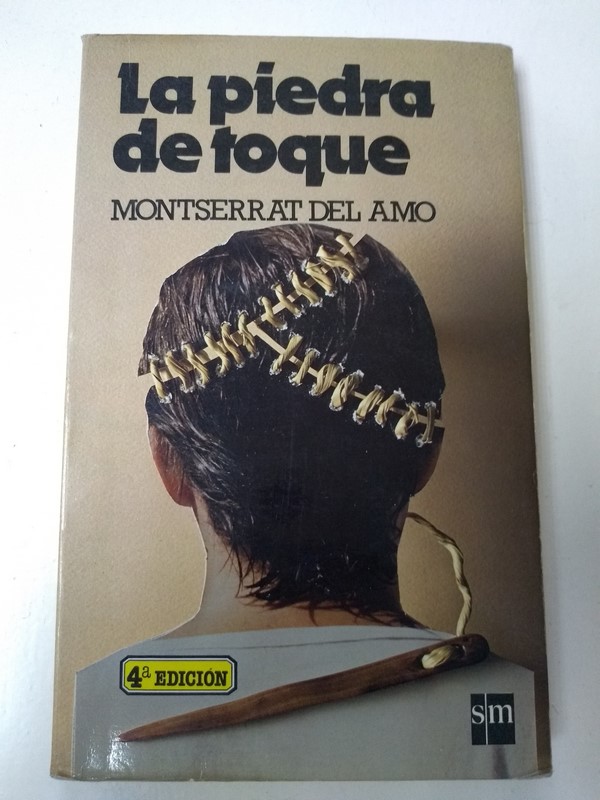 La piedra
de toque
MONTSERRAT DEL AMO
4ª EDICIÓN
sm